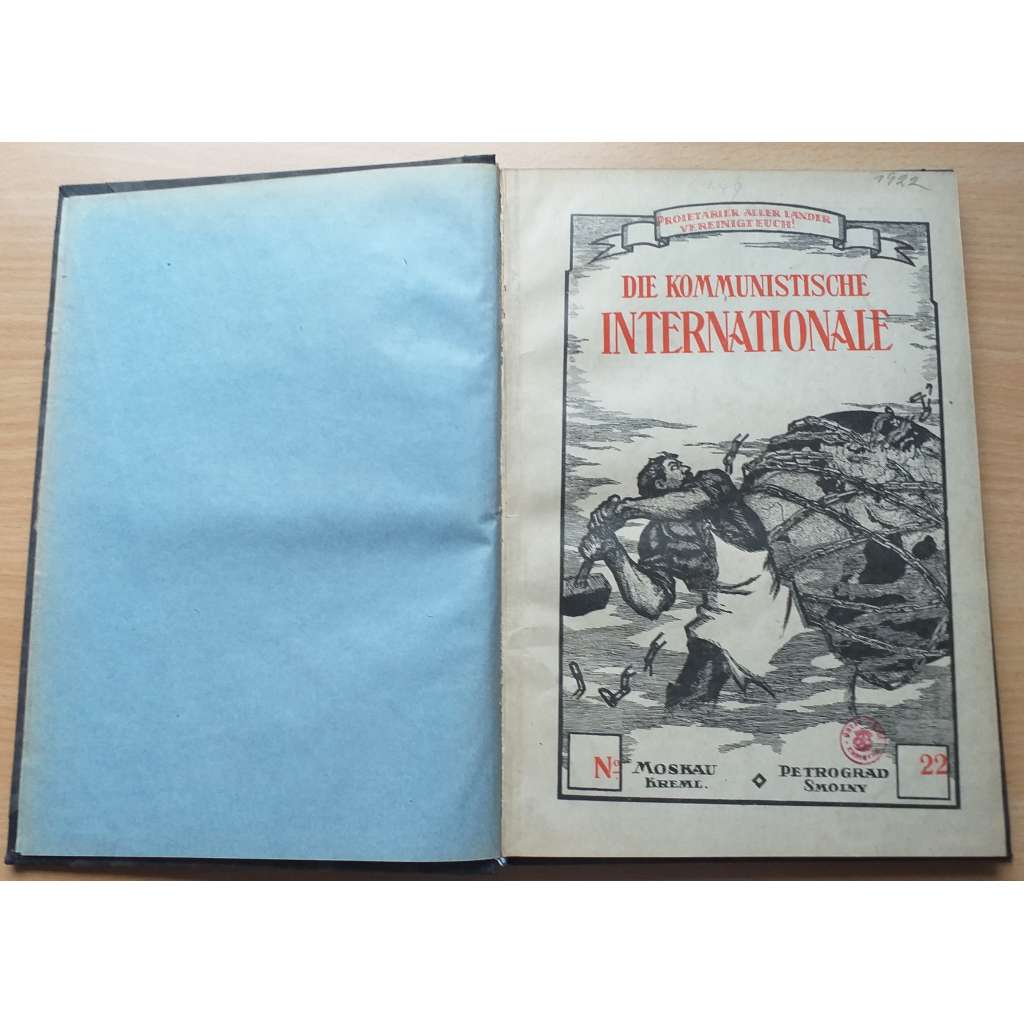 1922
PROLETARIER ALLER LÄNDER
VEREINIGT EUCH!
DIE KOMMUNISTISCHE
INTERNATIONALE
No
MOSKAU
KREML.
PETROGRAD
SMOLNY
22